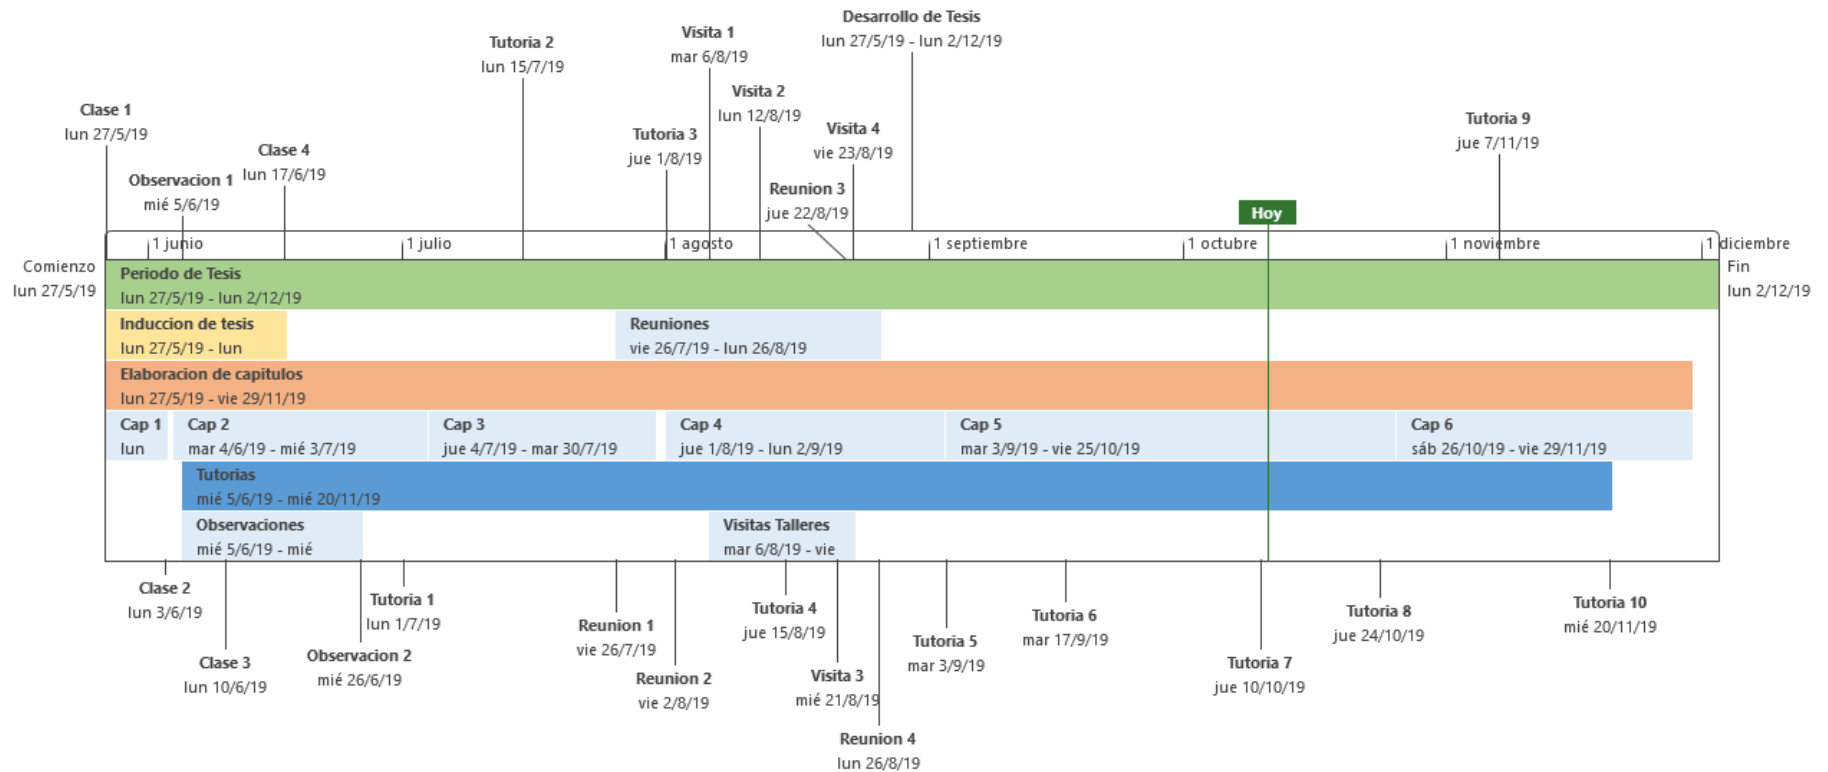 Desarrollo de Tesis
lun 27/5/19 - lun 2/12/19
Visita 1
mar 6/8/19
Tutoria 2
lun 15/7/19
Visita 2
lun 12/8/19
Clase 1
lun 27/5/19
Tutoria 9
jue 7/11/19
Visita 4
vie 23/8/19
Tutoria 3
jue 1/8/19
Clase 4
lun 17/6/19
Observacion 1
mié 5/6/19
Reunion 3
jue 22/8/19
Hoy
1 junio
1 julio
1 agosto
1 septiembre
1 octubre
1 noviembre
1 diciembre
Comienzo
lun 27/5/19
Fin
lun 2/12/19
Periodo de Tesis
lun 27/5/19 - lun 2/12/19
Induccion de tesis
lun 27/5/19 - lun
Reuniones
vie 26/7/19 - lun 26/8/19
Elaboracion de capitulos
lun 27/5/19 - vie 29/11/19
Cap 1
lun
Cap 2
mar 4/6/19 - mié 3/7/19
Cap 3
jue 4/7/19 - mar 30/7/19
Cap 4
jue 1/8/19 - lun 2/9/19
Cap 5
mar 3/9/19 - vie 25/10/19
Cap 6
sáb 26/10/19 - vie 29/11/19
Tutorias
mié 5/6/19 - mié 20/11/19
Observaciones
mié 5/6/19 - mié
Visitas Talleres
mar 6/8/19 - vie
Clase 2
lun 3/6/19
Tutoria 1
lun 1/7/19
Tutoria 4
jue 15/8/19
Tutoria 6
mar 17/9/19
Tutoria 8
jue 24/10/19
Tutoria 10
mié 20/11/19
Reunion 1
vie 26/7/19
Tutoria 5
mar 3/9/19
Clase 3
lun 10/6/19
Observacion 2
mié 26/6/19
Reunion 2
vie 2/8/19
Visita 3
mié 21/8/19
Tutoria 7
jue 10/10/19
Reunion 4
lun 26/8/19